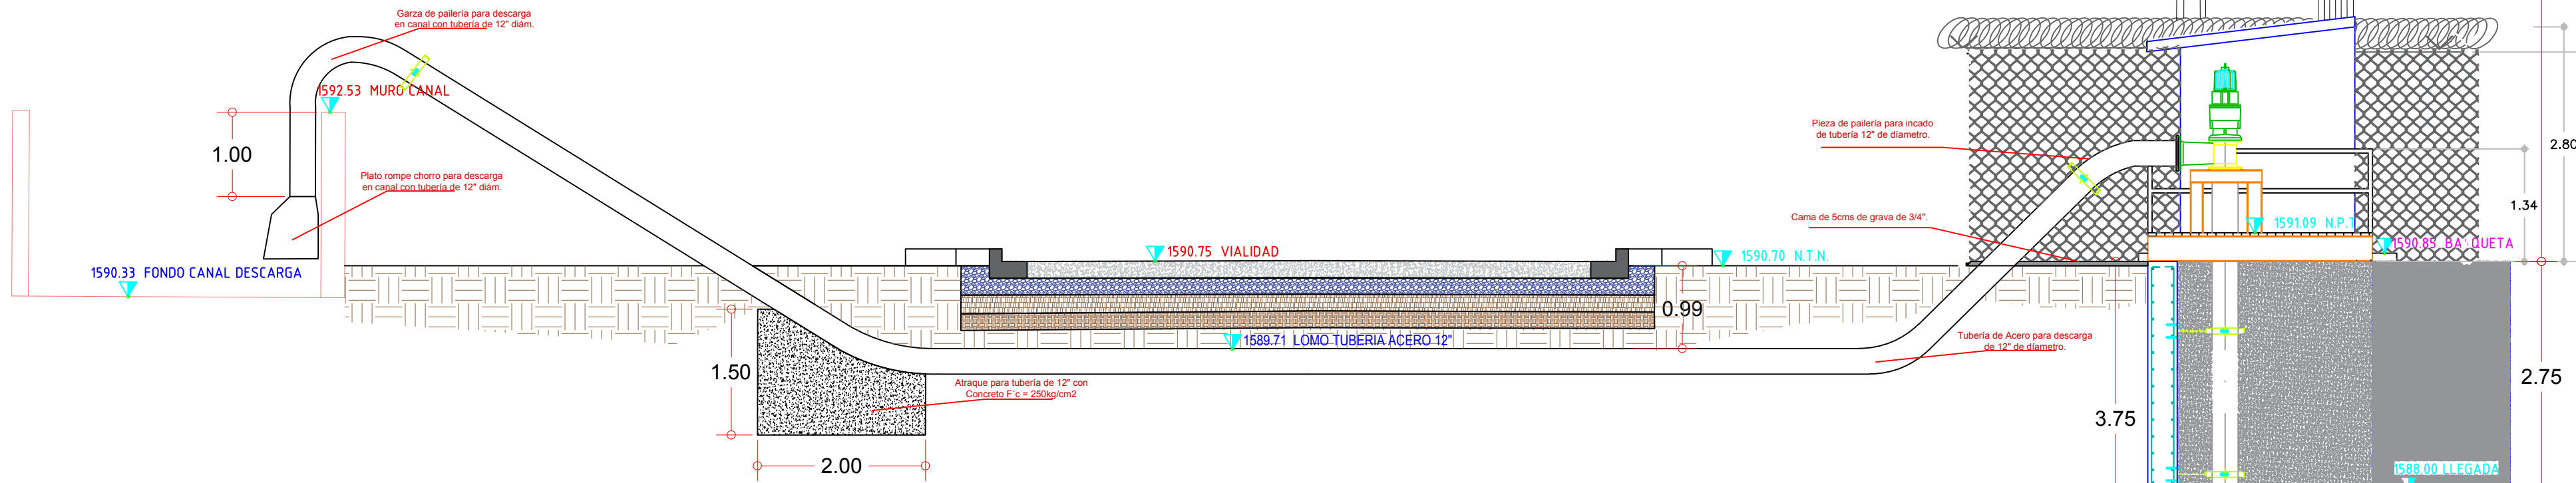 Garza de pailería para descarga
en canal con tubería de 12" diám.
1592.53 MURO CANAL
1.00
Plato rompe chorro para descarga
en canal con tubería de 12" diám.
1590.33 FONDO CANAL DESCARGA
1590.75 VIALIDAD
1590.70 N.T.N.
0.99
1589.71 LOMO TUBERIA ACERO 12"
1.50
Atraque para tubería de 12" con
Concreto F´c = 250kg/cm2
2.00
Pieza de pailería para incado
de tubería 12" de díametro.
Cama de 5cms de grava de 3/4".
Tubería de Acero para descarga
de 12" de díametro.
2.80
1.34
1591.09 N.P.T
1590.85 BA QUETA
2.75
3.75
1588.00 LLEGADA